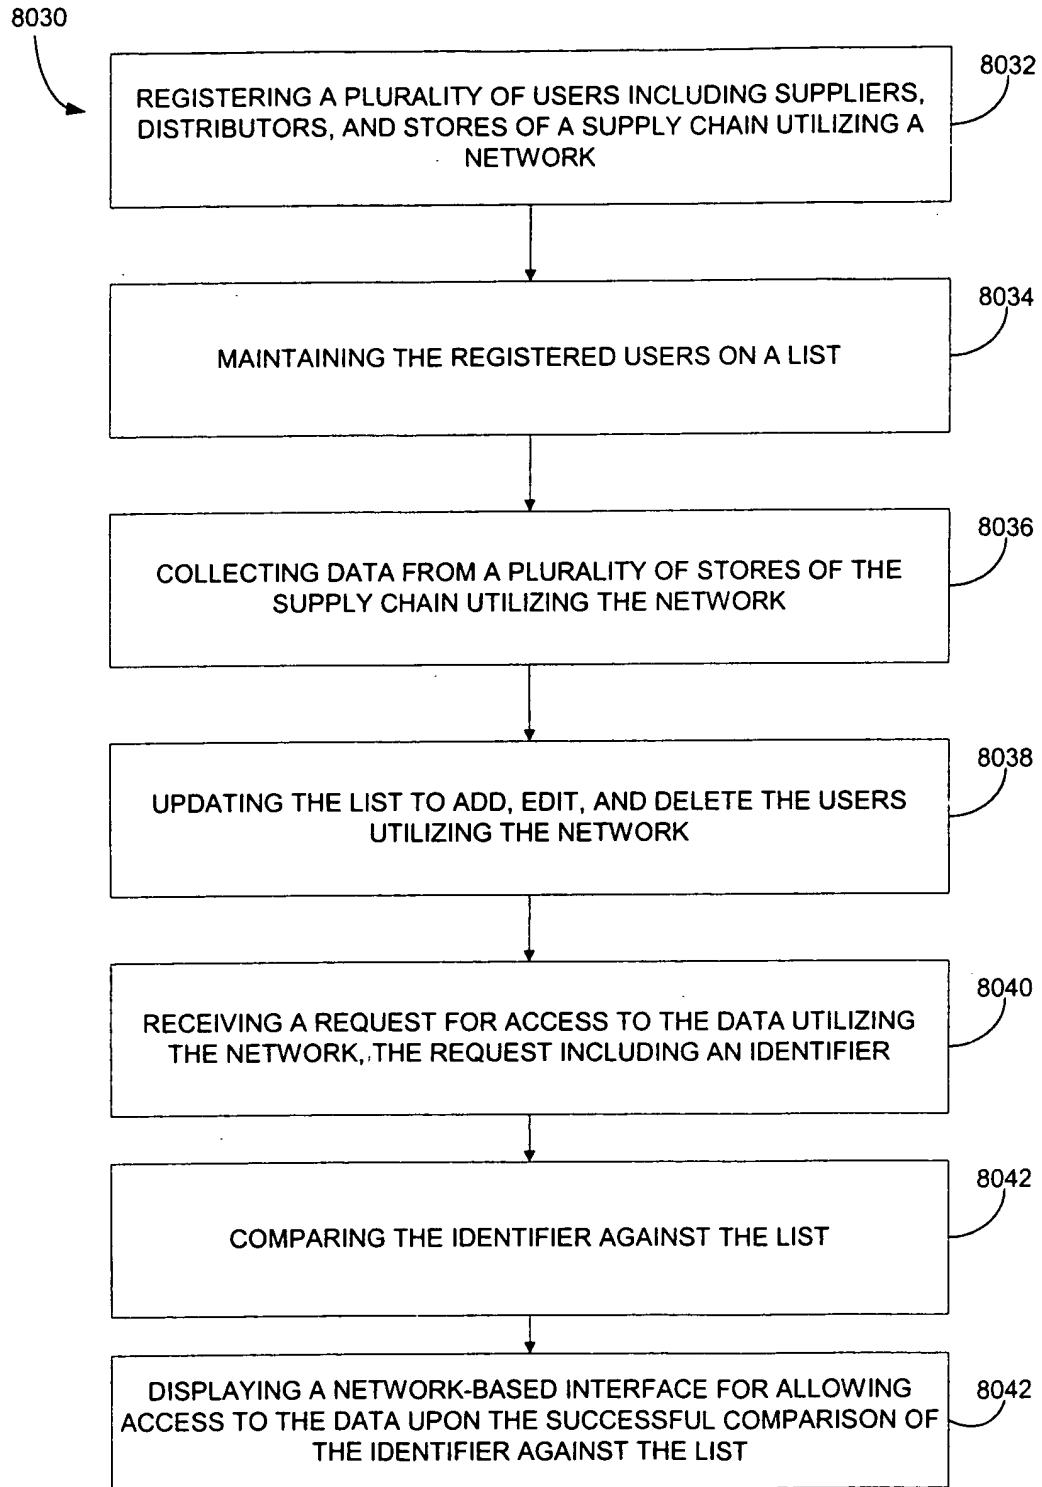 8030
8032
REGISTERING A PLURALITY OF USERS INCLUDING SUPPLIERS,
DISTRIBUTORS, AND STORES OF A SUPPLY CHAIN UTILIZING A
NETWORK
8034
MAINTAINING THE REGISTERED USERS ON A LIST
8036
COLLECTING DATA FROM A PLURALITY OF STORES OF THE
SUPPLY CHAIN UTILIZING THE NETWORK
8038
UPDATING THE LIST TO ADD, EDIT, AND DELETE THE USERS
UTILIZING THE NETWORK
8040
RECEIVING A REQUEST FOR ACCESS TO THE DATA UTILIZING
THE NETWORK, THE REQUEST INCLUDING AN IDENTIFIER
8042
COMPARING THE IDENTIFIER AGAINST THE LIST
8042
DISPLAYING A NETWORK-BASED INTERFACE FOR ALLOWING
ACCESS TO THE DATA UPON THE SUCCESSFUL COMPARISON OF
THE IDENTIFIER AGAINST THE LIST